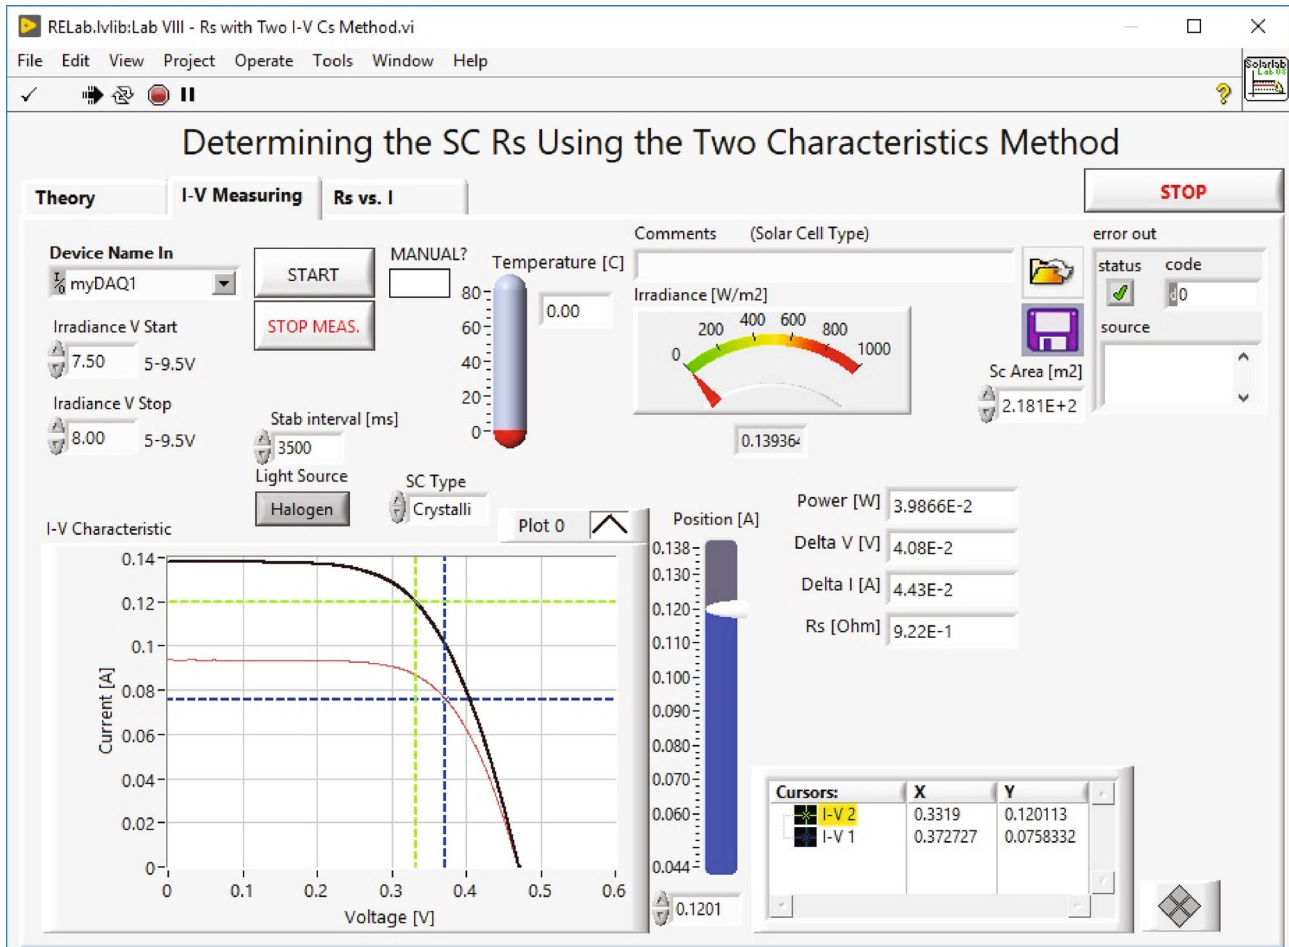 RELab.lvlib:Lab VIII - Rs with Two I-V Cs Method.vi
File Edit View Project Operate Tools Window Help
Solarlab
Lab 08
Determining the SC Rs Using the Two Characteristics Method
Theory
I-V Measuring
Rs vs. I
STOP
Device Name In
myDAQ1
START
STOP MEAS.
MANUAL?
Temperature [C]
80
60
40
20
0
0.00
Comments (Solar Cell Type)
Irradiance [W/m2]
0 200 400 600 800 1000
0.139364
Sc Area [m2]
2.181E+2
error out
status code
d0
source
Irradiance V Start
7.50 5-9.5V
Iradiance V Stop
8.00 5-9.5V
Stab interval [ms]
3500
Light Source
Halogen
SC Type
Crystalli
I-V Characteristic
Plot 0
Current [A]
0.14
0.12
0.1
0.08
0.06
0.04
0.02
0
0 0.1 0.2 0.3 0.4 0.5 0.6
Voltage [V]
Position [A]
0.138
0.130
0.120
0.110
0.100
0.090
0.080
0.070
0.060
0.044
0.1201
Power [W] 3.9866E-2
Delta V [V] 4.08E-2
Delta I [A] 4.43E-2
Rs [Ohm] 9.22E-1
Cursors: X Y
I-V 2 0.3319 0.120113
I-V 1 0.372727 0.0758332